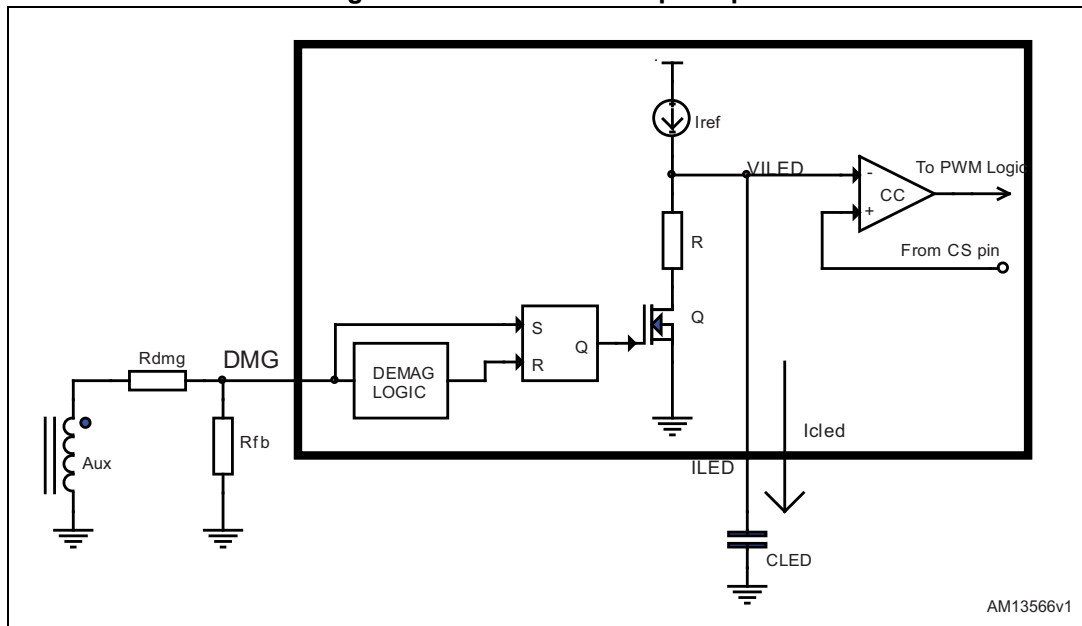 Iref
VILED
To PWM Logic
-
CC
+
From CS pin
R
Q
S
Q
R
DEMAG
LOGIC
Rdmg
DMG
Rfb
Aux
Icled
ILED
CLED
AM13566v1